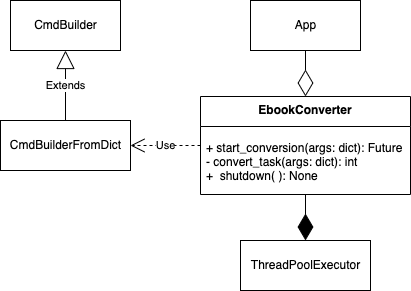 CmdBuilder
App
Extends
EbookConverter
CmdBuilderFromDict
Use
+ start_conversion(args: dict): Future
- convert_task(args: dict): int
+  shutdown( ): None
ThreadPoolExecutor